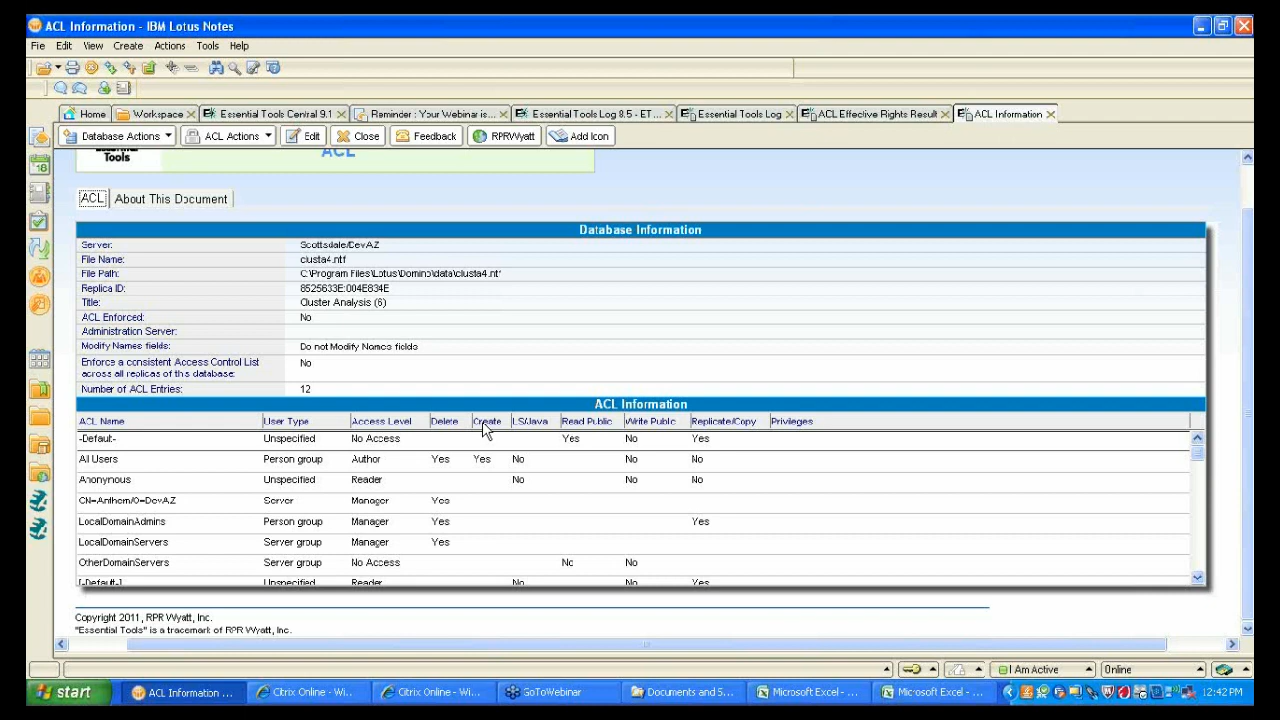 ACL Information - IBM Lotus Notes
File Edit View Create Actions Tools Help
Home Workspace Essential Tools Central 9.1 Reminder : Your Webinar is... Essential Tools Log 8.5 - ET ... Essential Tools Log ACL Effective Rights Result ACL Information
Database Actions ACL Actions Edit Close Feedback RPRWyatt Add Icon
Tools ACL
ACL About This Document
Database Information
Server: Scottsdale/DevAZ
File Name: clusta4.ntf
File Path: C:\Program Files\Lotus\Domino\data\clusta4.ntf
Replica ID: 8525633E:004E834E
Title: Cluster Analysis (6)
ACL Enforced: No
Administration Server:
Modify Names fields: Do not Modify Names fields
Enforce a consistent Access Control List No
across all replicas of this database:
Number of ACL Entries: 12
ACL Information
ACL Name User Type Access Level Delete Create LS/Java Read Public Write Public Replicate/Copy Privileges
-Default- Unspecified No Access Yes No Yes
All Users Person group Author Yes Yes No No No
Anonymous Unspecified Reader No No No
CN=Anthem/O=DevAZ Server Manager Yes
LocalDomainAdmins Person group Manager Yes Yes
LocalDomainServers Server group Manager Yes
OtherDomainServers Server group No Access No No
[-Default-] Unspecified Reader No No Yes
Copyright 2011, RPR Wyatt, Inc.
"Essential Tools" is a trademark of RPR Wyatt, Inc.
I Am Active Online
start ACL Information ... Citrix Online - Wi... Citrix Online - Wi... GoToWebinar Documents and S... Microsoft Excel - ... Microsoft Excel - ... 12:42 PM